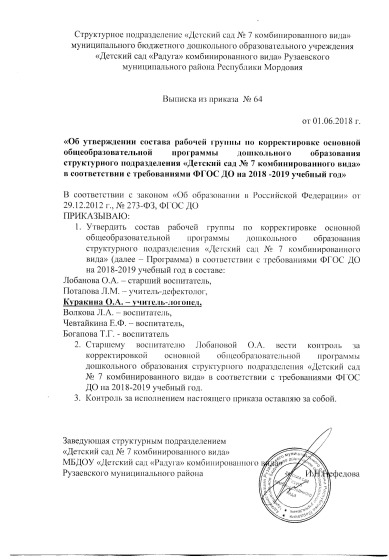 Структурное подразделение «Детский сад № 7 комбинированного вида»
муниципального бюджетного дошкольного образовательного учреждения
«Детский сад «Радуга» комбинированного вида» Рузаевского
муниципального района Республики Мордовия
Выписка из приказа № 64
от 01.06.2018 г.
«Об утверждении состава рабочей группы по корректировке основной
общеобразовательной программы дошкольного образования
структурного подразделения «Детский сад № 7 комбинированного вида»
в соответствии с требованиями ФГОС ДО на 2018 -2019 учебный год»
В соответствии с законом «Об образовании в Российской Федерации» от
29.12.2012 г., № 273-ФЗ, ФГОС ДО
ПРИКАЗЫВАЮ:
1. Утвердить состав рабочей группы по корректировке основной
общеобразовательной программы дошкольного образования
структурного подразделения «Детский сад № 7 комбинированного
вида» (далее – Программа) в соответствии с требованиями ФГОС ДО
на 2018-2019 учебный год в составе:
Лобанова О.А. – старший воспитатель,
Потапова Л.М. – учитель-дефектолог,
Куракина О.А. – учитель-логопед,
Волкова Л.А. – воспитатель,
Чевтайкина Е.Ф. – воспитатель,
Богапова Т.Г. - воспитатель
2. Старшему воспитателю Лобановой О.А. вести контроль за
корректировкой основной общеобразовательной программы
дошкольного образования структурного подразделения «Детский сад
№ 7 комбинированного вида» в соответствии с требованиями ФГОС
ДО на 2018-2019 учебный год.
3. Контроль за исполнением настоящего приказа оставляю за собой.
Заведующая структурным подразделением
«Детский сад № 7 комбинированного вида»
МБДОУ «Детский сад «Радуга» комбинированного вида»
Рузаевского муниципального района И.Н.Нефедова